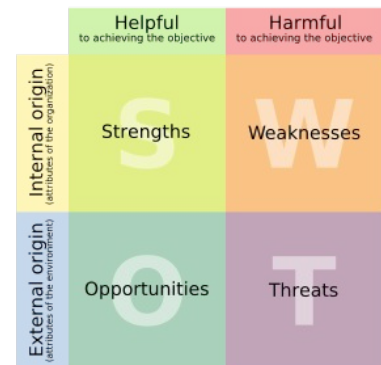 Helpful
to achieving the objective
Harmful
to achieving the objective
Internal origin
(attributes of the organization)
S
Strengths
W
Weaknesses
External origin
(attributes of the environment)
O
Opportunities
T
Threats